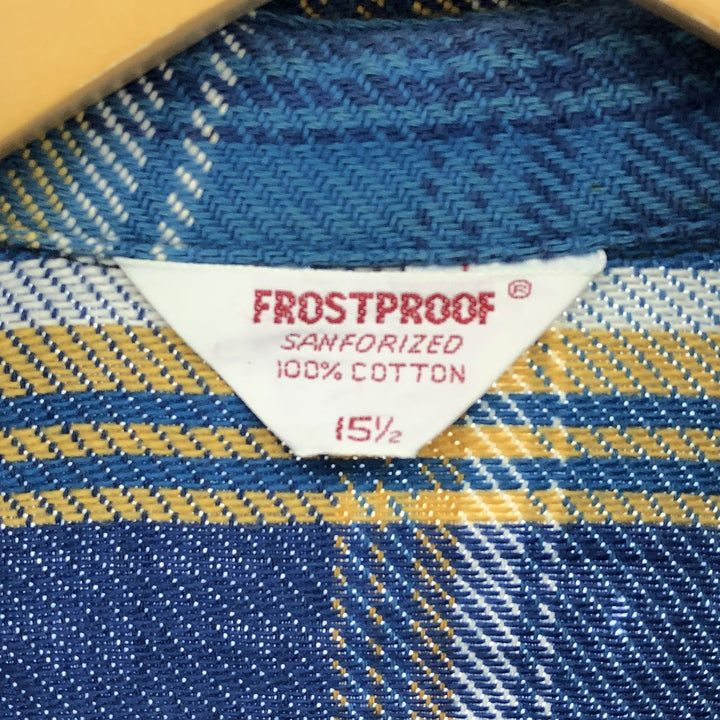 FROSTPROOF®
SANFORIZED
100% COTTON
15½